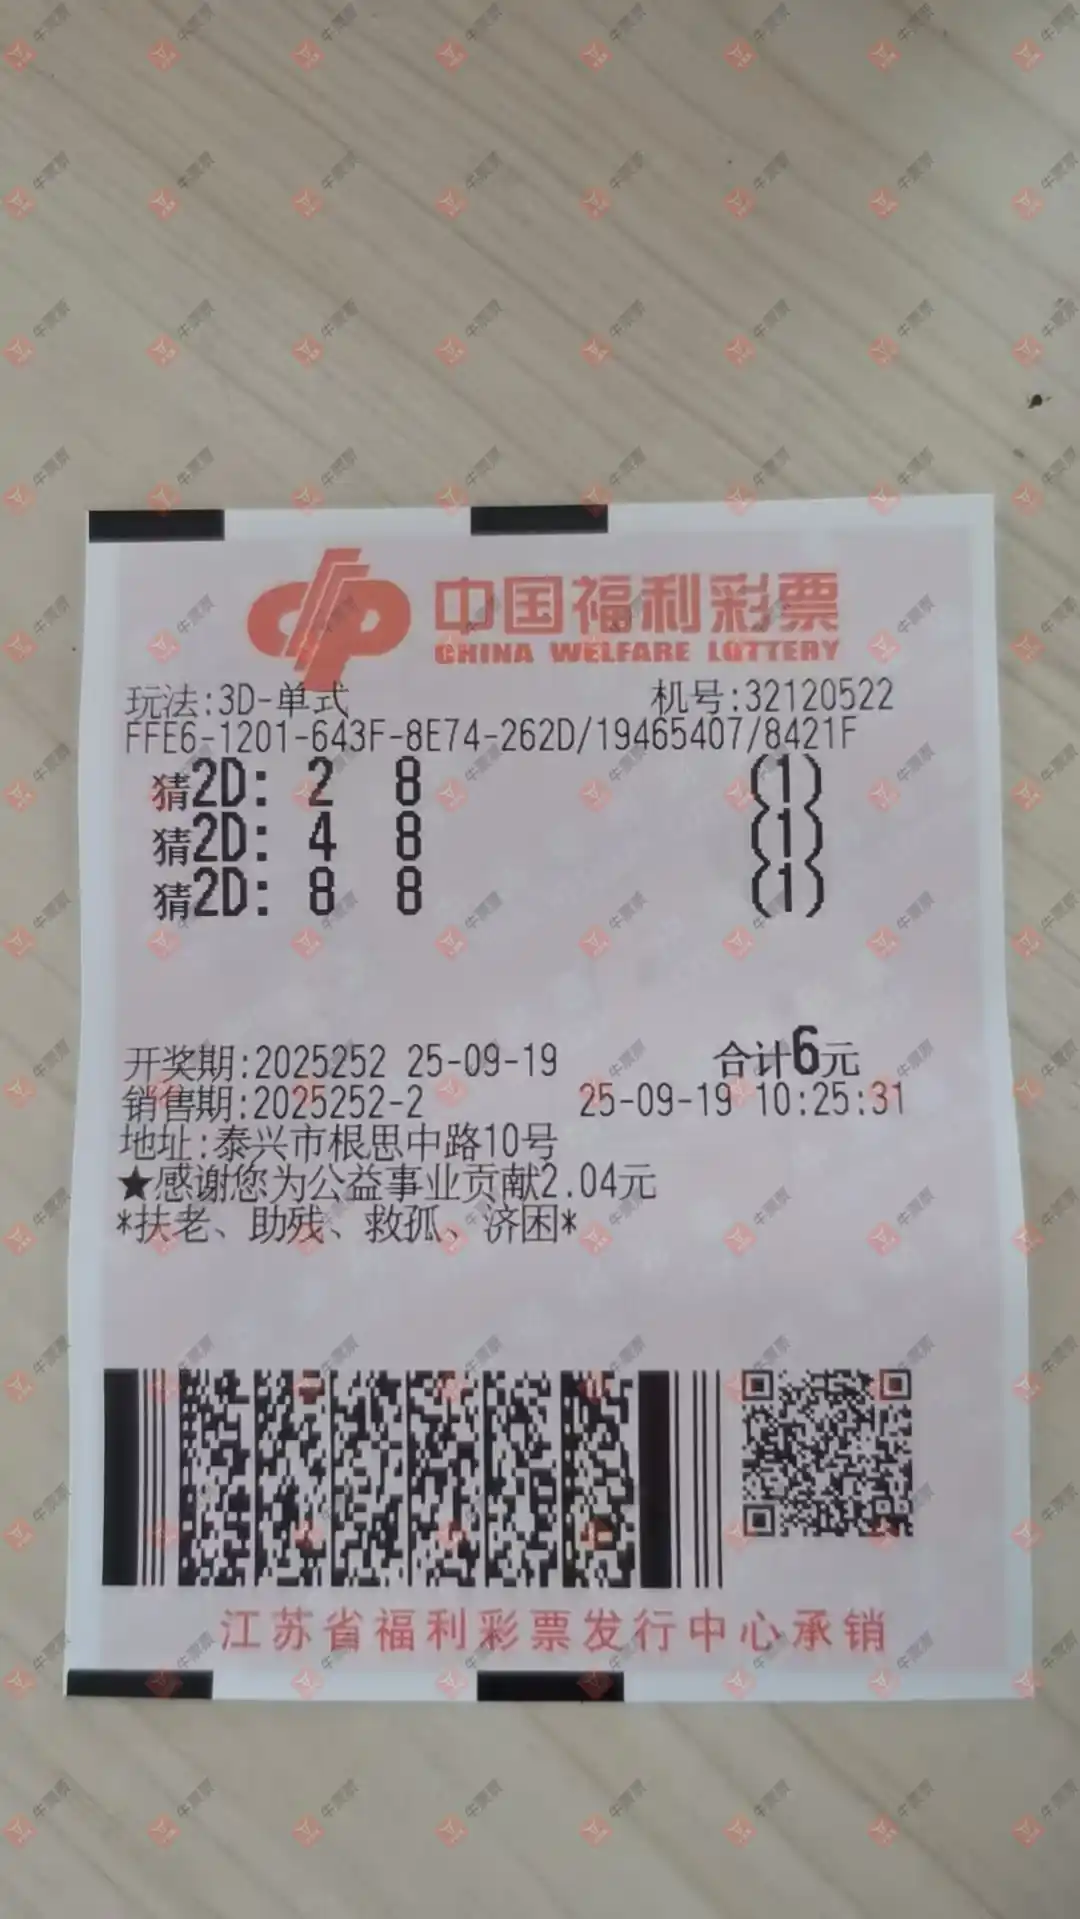 中国福利彩票
CHINA WELFARE LOTTERY
玩法:3D-单式 机号:32120522
FFE6-1201-643F-8E74-262D/19465407/8421F
猜2D: 2 8 (1)
猜2D: 4 8 (1)
猜2D: 8 8 (1)
开奖期:2025252 25-09-19 合计6元
销售期:2025252-2 25-09-19 10:25:31
地址:泰兴市根思中路10号
★感谢您为公益事业贡献2.04元
*扶老、助残、救孤、济困*
江苏省福利彩票发行中心承销